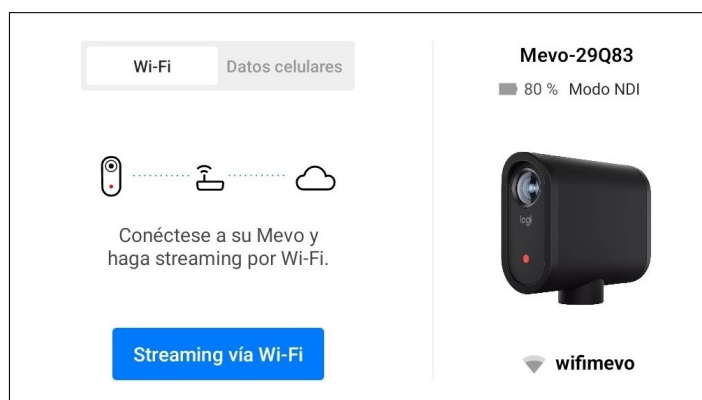 Wi-Fi
Datos celulares
Conéctese a su Mevo y
haga streaming por Wi-Fi.
Streaming vía Wi-Fi
Mevo-29Q83
80 % Modo NDI
logi
wifimevo